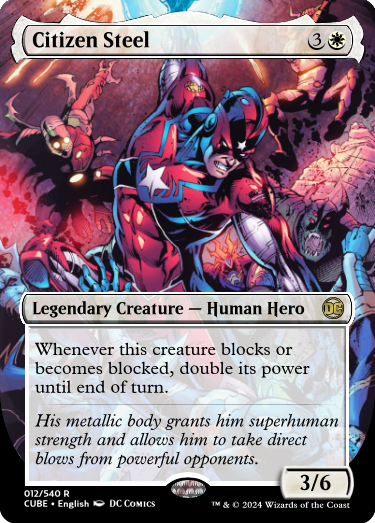 Citizen Steel 3
Legendary Creature — Human Hero DC
Whenever this creature blocks or
becomes blocked, double its power
until end of turn.
His metallic body grants him superhuman
strength and allows him to take direct
blows from powerful opponents.
3/6
012/540 R
CUBE • English DC COMICS
™ & © 2024 Wizards of the Coast